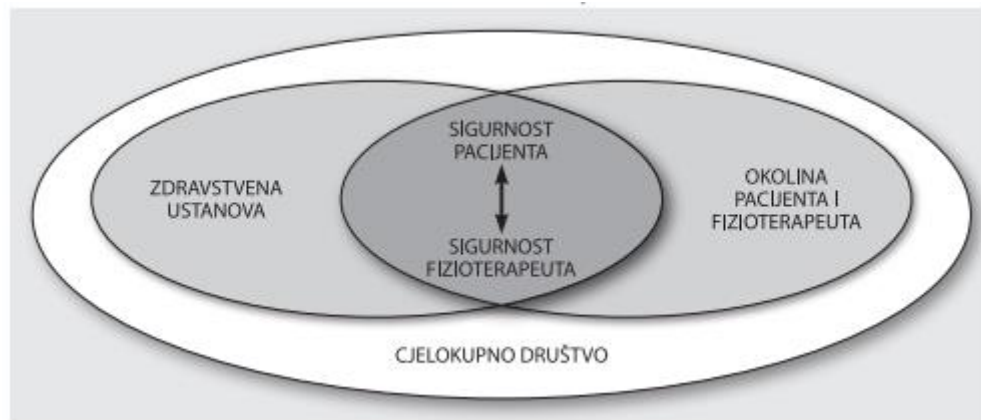 SIGURNOST
PACIJENTA
ZDRAVSTVENA
USTANOVA
OKOLINA
PACIJENTA I
FIZIOTERAPEUTA
SIGURNOST
FIZIOTERAPEUTA
CJELOKUPNO DRUŠTVO